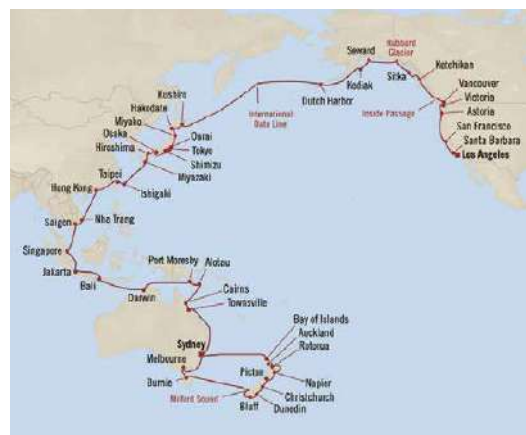 Seward
Hubbard
Glacier
Ketchikan
Kodiak
Sitka
Vancouver
Victoria
Inside Passage
Astoria
San Francisco
Santa Barbara
Los Angeles
Dutch Harbor
International
Date Line
Kushiro
Hakodate
Miyako
Osaka
Oarai
Tokyo
Hiroshima
Shimizu
Miyazaki
Taipei
Ishigaki
Hong Kong
Nha Trang
Saigon
Singapore
Jakarta
Bali
Darwin
Port Moresby
Alotau
Cairns
Townsville
Sydney
Melbourne
Burnie
Bay of Islands
Auckland
Rotorua
Picton
Napier
Christchurch
Milford Sound
Bluff
Dunedin